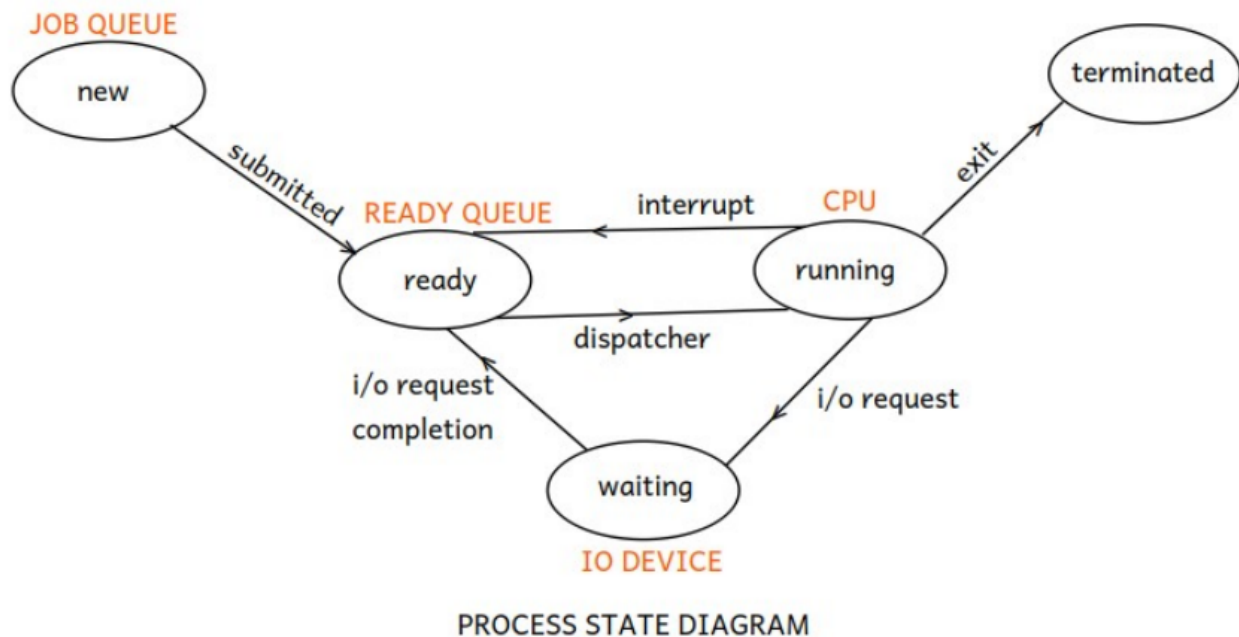 JOB QUEUE
new
terminated
submitted
exit
READY QUEUE
interrupt
CPU
ready
running
dispatcher
i/o request
completion
i/o request
waiting
IO DEVICE
PROCESS STATE DIAGRAM